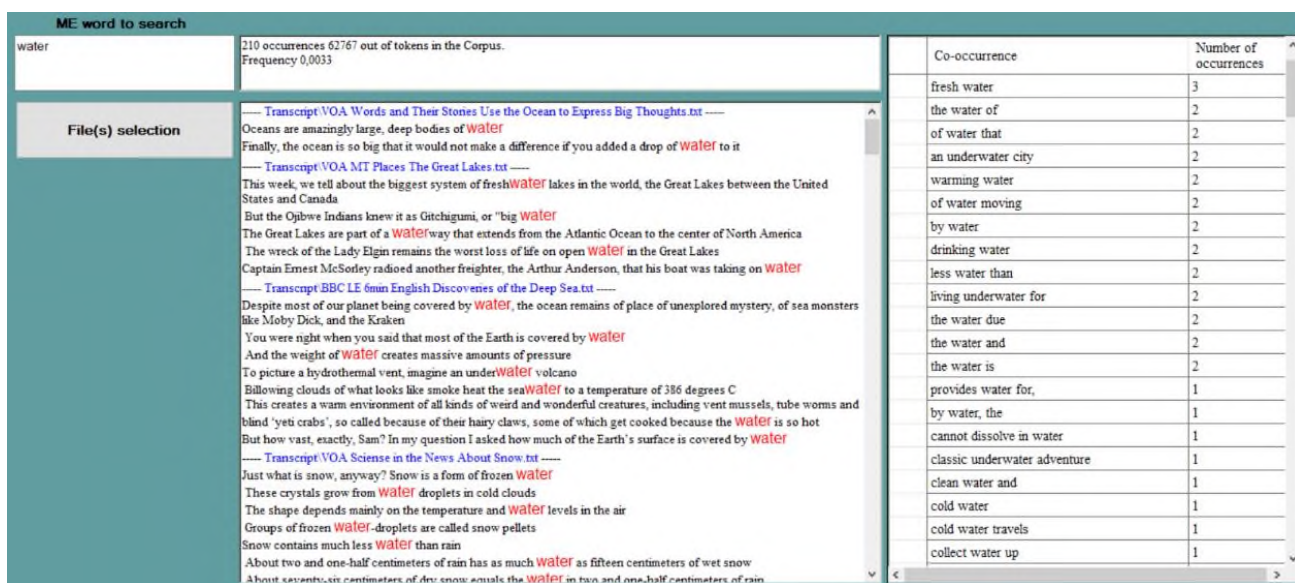 ME word to search
water
File(s) selection
210 occurrences 62767 out of tokens in the Corpus.
Frequency 0,0033
----- Transcript\VOA Words and Their Stories Use the Ocean to Express Big Thoughts.txt -----
Oceans are amazingly large, deep bodies of water
Finally, the ocean is so big that it would not make a difference if you added a drop of water to it
----- Transcript\VOA MT Places The Great Lakes.txt -----
This week, we tell about the biggest system of freshwater lakes in the world, the Great Lakes between the United
States and Canada
But the Ojibwe Indians knew it as Gitchigumi, or "big water
The Great Lakes are part of a waterway that extends from the Atlantic Ocean to the center of North America
The wreck of the Lady Elgin remains the worst loss of life on open water in the Great Lakes
Captain Ernest McSorley radioed another freighter, the Arthur Anderson, that his boat was taking on water
----- Transcript\BBC LE 6min English Discoveries of the Deep Sea.txt -----
Despite most of our planet being covered by water, the ocean remains of place of unexplored mystery, of sea monsters
like Moby Dick, and the Kraken
You were right when you said that most of the Earth is covered by water
And the weight of water creates massive amounts of pressure
To picture a hydrothermal vent, imagine an underwater volcano
Billowing clouds of what looks like smoke heat the seawater to a temperature of 386 degrees C
This creates a warm environment of all kinds of weird and wonderful creatures, including vent mussels, tube worms and
blind 'yeti crabs', so called because of their hairy claws, some of which get cooked because the water is so hot
But how vast, exactly, Sam? In my question I asked how much of the Earth's surface is covered by water
----- Transcript\VOA Sciense in the News About Snow.txt -----
Just what is snow, anyway? Snow is a form of frozen water
These crystals grow from water droplets in cold clouds
The shape depends mainly on the temperature and water levels in the air
Groups of frozen water-droplets are called snow pellets
Snow contains much less water than rain
About two and one-half centimeters of rain has as much water as fifteen centimeters of wet snow
About seventy-six centimeters of dry snow equals the water in two and one-half centimeters of rain
Co-occurrence Number of
occurrences
fresh water 3
the water of 2
of water that 2
an underwater city 2
warming water 2
of water moving 2
by water 2
drinking water 2
less water than 2
living underwater for 2
the water due 2
the water and 2
the water is 2
provides water for, 1
by water, the 1
cannot dissolve in water 1
classic underwater adventure 1
clean water and 1
cold water 1
cold water travels 1
collect water up 1